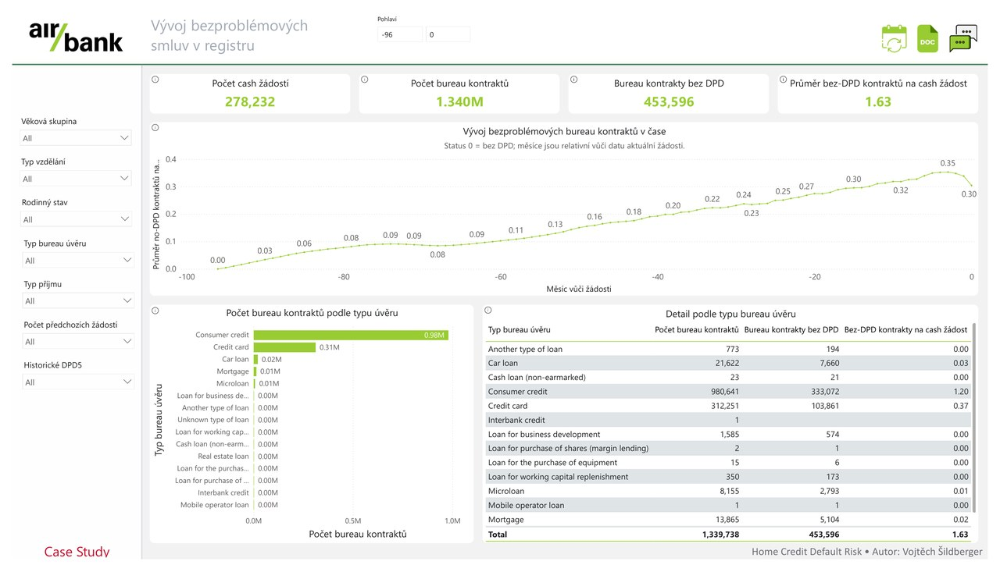 air/bank
Vývoj bezproblémových
smluv v registru
Pohlaví
-96
0
DOC
Počet cash žádostí
278,232
Počet bureau kontraktů
1.340M
Bureau kontrakty bez DPD
453,596
Průměr bez-DPD kontraktů na cash žádost
1.63
Věková skupina
All
Typ vzdělání
All
Rodinný stav
All
Typ bureau úvěru
All
Typ příjmu
All
Počet předchozích žádostí
All
Historické DPD5
All
Case Study
Vývoj bezproblémových bureau kontraktů v čase
Status 0 = bez DPD; měsíce jsou relativní vůči datu aktuální žádosti.
Průměr no-DPD kontraktů na...
0.4
0.3
0.2
0.1
0.0
0.00
0.03
0.06
0.08
0.09
0.09
0.08
0.09
0.11
0.13
0.16
0.18
0.20
0.22
0.24
0.23
0.25
0.27
0.30
0.32
0.35
0.30
-100
-80
-60
-40
-20
0
Měsíc vůči žádosti
Počet bureau kontraktů podle typu úvěru
Typ bureau úvěru
Consumer credit 0.98M
Credit card 0.31M
Car loan 0.02M
Mortgage 0.01M
Microloan 0.01M
Loan for business de... 0.00M
Another type of loan 0.00M
Unknown type of loan 0.00M
Loan for working cap... 0.00M
Cash loan (non-earm... 0.00M
Real estate loan 0.00M
Loan for the purchas... 0.00M
Loan for purchase of ... 0.00M
Interbank credit 0.00M
Mobile operator loan 0.00M
0.0M 0.5M 1.0M
Počet bureau kontraktů
Detail podle typu bureau úvěru
Typ bureau úvěru Počet bureau kontraktů Bureau kontrakty bez DPD Bez-DPD kontrakty na cash žádost
Another type of loan 773 194 0.00
Car loan 21,622 7,660 0.03
Cash loan (non-earmarked) 23 21 0.00
Consumer credit 980,641 333,072 1.20
Credit card 312,251 103,861 0.37
Interbank credit 1
Loan for business development 1,585 574 0.00
Loan for purchase of shares (margin lending) 2 1 0.00
Loan for the purchase of equipment 15 6 0.00
Loan for working capital replenishment 350 173 0.00
Microloan 8,155 2,793 0.01
Mobile operator loan 1 1 0.00
Mortgage 13,865 5,104 0.02
Total 1,339,738 453,596 1.63
Home Credit Default Risk • Autor: Vojtěch Šildberger